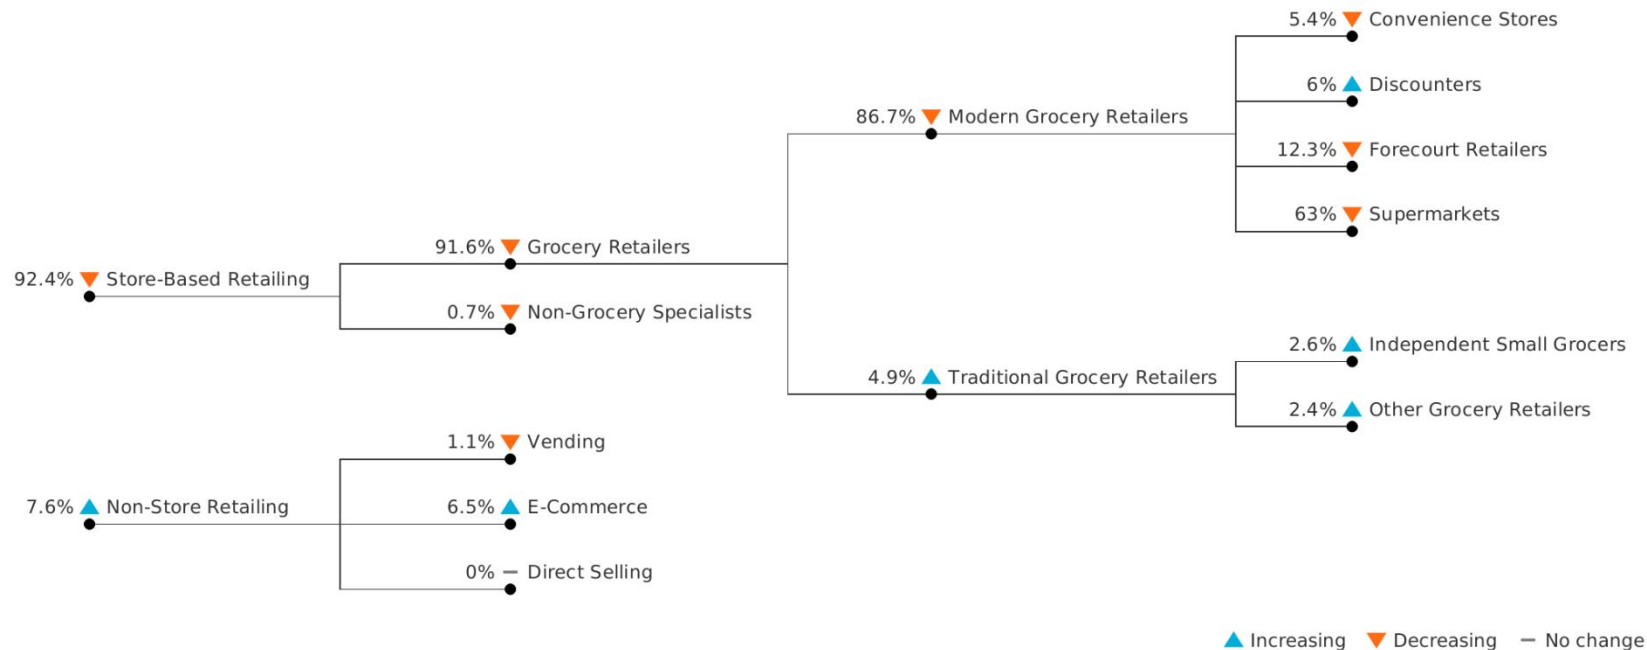 5.4% Convenience Stores
6% Discounters
86.7% Modern Grocery Retailers
12.3% Forecourt Retailers
63% Supermarkets
91.6% Grocery Retailers
92.4% Store-Based Retailing
0.7% Non-Grocery Specialists
2.6% Independent Small Grocers
4.9% Traditional Grocery Retailers
2.4% Other Grocery Retailers
1.1% Vending
7.6% Non-Store Retailing
6.5% E-Commerce
0% Direct Selling
Increasing Decreasing No change